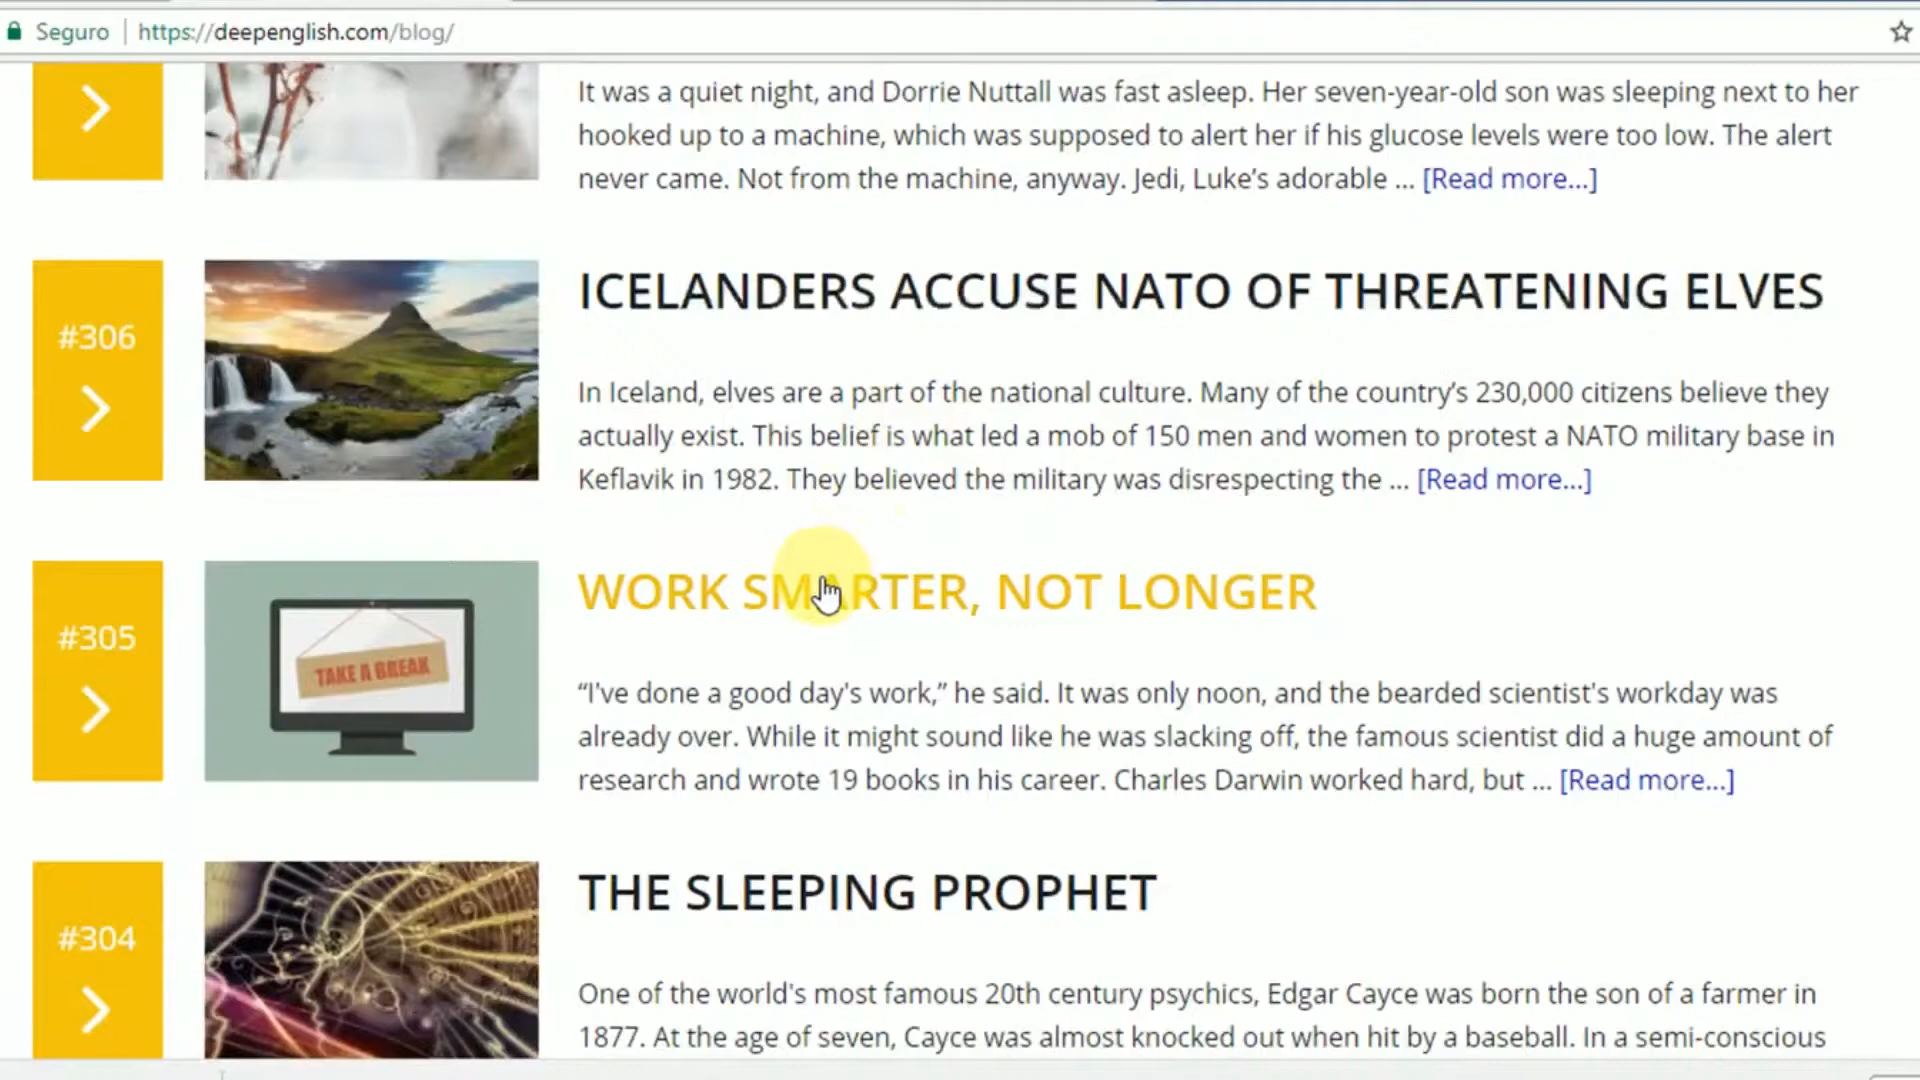 Seguro
https://deepenglish.com/blog/
It was a quiet night, and Dorrie Nuttall was fast asleep. Her seven-year-old son was sleeping next to her
hooked up to a machine, which was supposed to alert her if his glucose levels were too low. The alert
never came. Not from the machine, anyway. Jedi, Luke’s adorable ... [Read more...]
#306
ICELANDERS ACCUSE NATO OF THREATENING ELVES
In Iceland, elves are a part of the national culture. Many of the country’s 230,000 citizens believe they
actually exist. This belief is what led a mob of 150 men and women to protest a NATO military base in
Keflavik in 1982. They believed the military was disrespecting the ... [Read more...]
#305
TAKE A BREAK
WORK SMARTER, NOT LONGER
“I've done a good day's work,” he said. It was only noon, and the bearded scientist's workday was
already over. While it might sound like he was slacking off, the famous scientist did a huge amount of
research and wrote 19 books in his career. Charles Darwin worked hard, but ... [Read more...]
#304
THE SLEEPING PROPHET
One of the world's most famous 20th century psychics, Edgar Cayce was born the son of a farmer in
1877. At the age of seven, Cayce was almost knocked out when hit by a baseball. In a semi-conscious